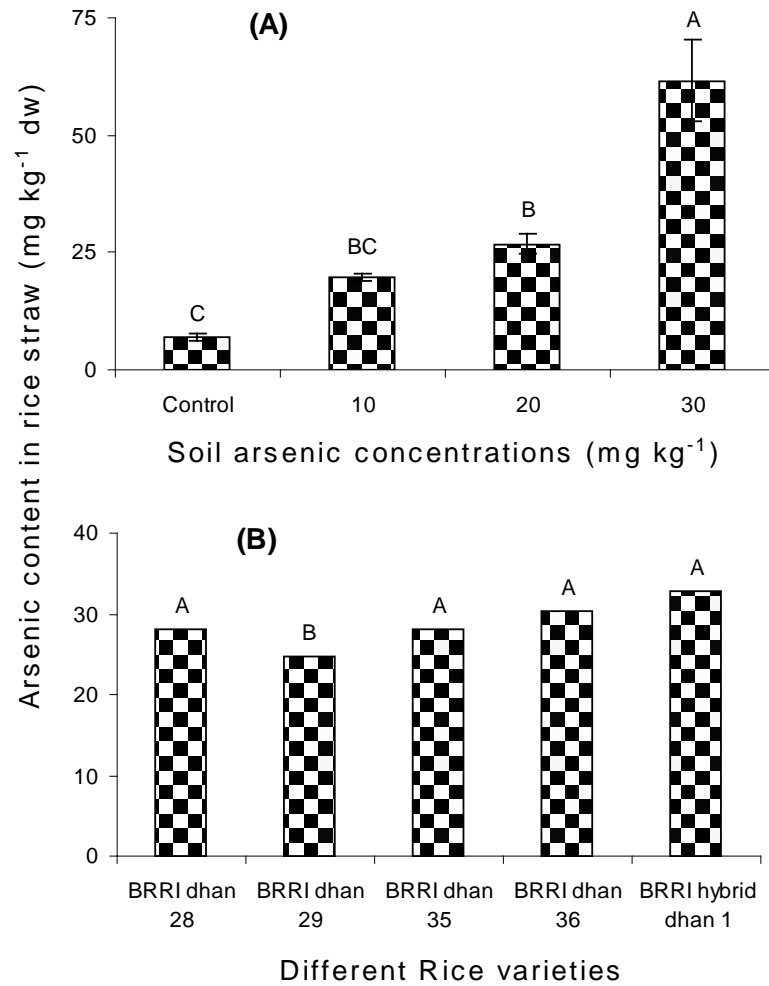 Arsenic content in rice straw (mg kg⁻¹ dw)
(A)
75
50
25
0
C
BC
B
A
Control 10 20 30
Soil arsenic concentrations (mg kg⁻¹)
(B)
40
30
20
10
0
A
B
A
A
A
BRRI dhan 28
BRRI dhan 29
BRRI dhan 35
BRRI dhan 36
BRRI hybrid dhan 1
Different Rice varieties